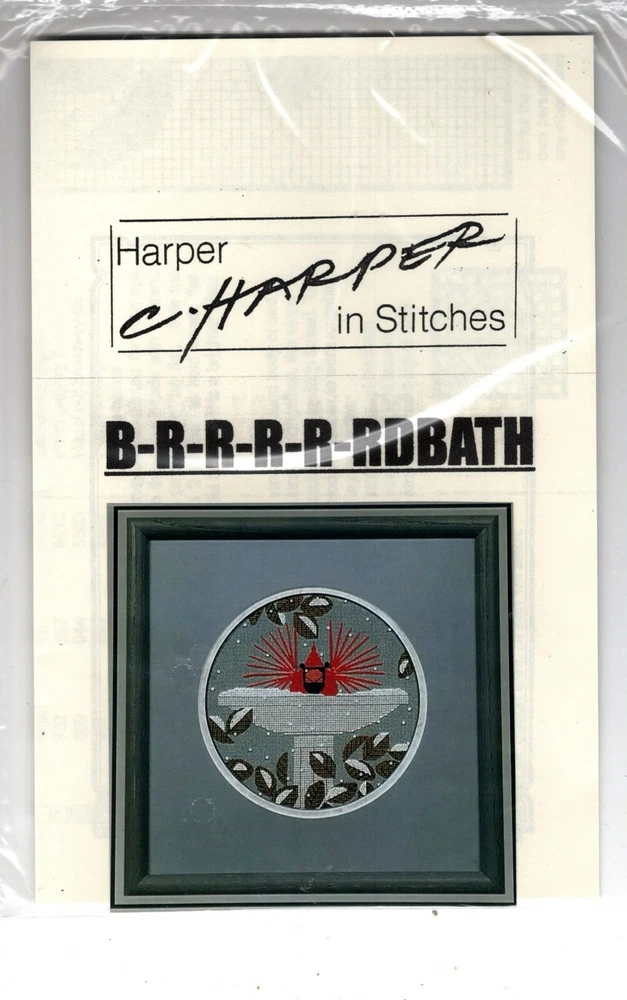 Harper
C. HARPER
in Stitches
B-R-R-R-R-RDBATH